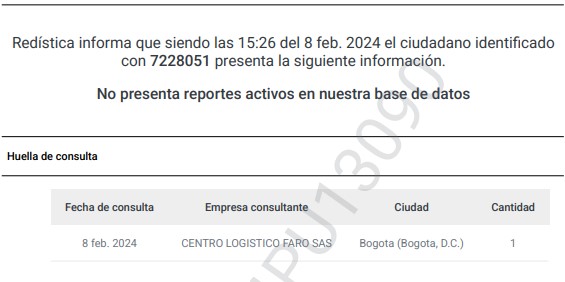 Redística informa que siendo las 15:26 del 8 feb. 2024 el ciudadano identificado
con 7228051 presenta la siguiente información.
No presenta reportes activos en nuestra base de datos
Huella de consulta
Fecha de consulta Empresa consultante Ciudad Cantidad
8 feb. 2024 CENTRO LOGISTICO FARO SAS Bogota (Bogota, D.C.) 1
PU13090